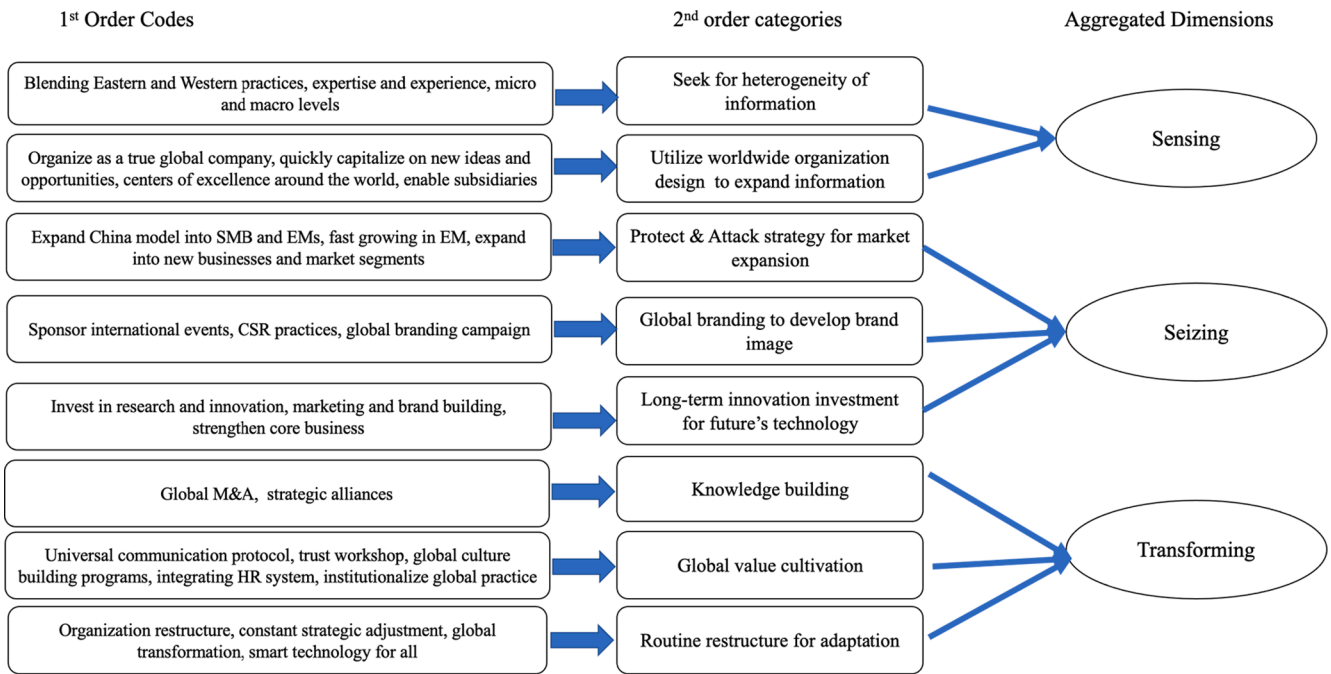 1st Order Codes
2nd order categories
Aggregated Dimensions
Blending Eastern and Western practices, expertise and experience, micro
and macro levels
Seek for heterogeneity of
information
Organize as a true global company, quickly capitalize on new ideas and
opportunities, centers of excellence around the world, enable subsidiaries
Utilize worldwide organization
design to expand information
Sensing
Expand China model into SMB and EMs, fast growing in EM, expand
into new businesses and market segments
Protect & Attack strategy for market
expansion
Sponsor international events, CSR practices, global branding campaign
Global branding to develop brand
image
Invest in research and innovation, marketing and brand building,
strengthen core business
Long-term innovation investment
for future’s technology
Seizing
Global M&A, strategic alliances
Knowledge building
Universal communication protocol, trust workshop, global culture
building programs, integrating HR system, institutionalize global practice
Global value cultivation
Organization restructure, constant strategic adjustment, global
transformation, smart technology for all
Routine restructure for adaptation
Transforming